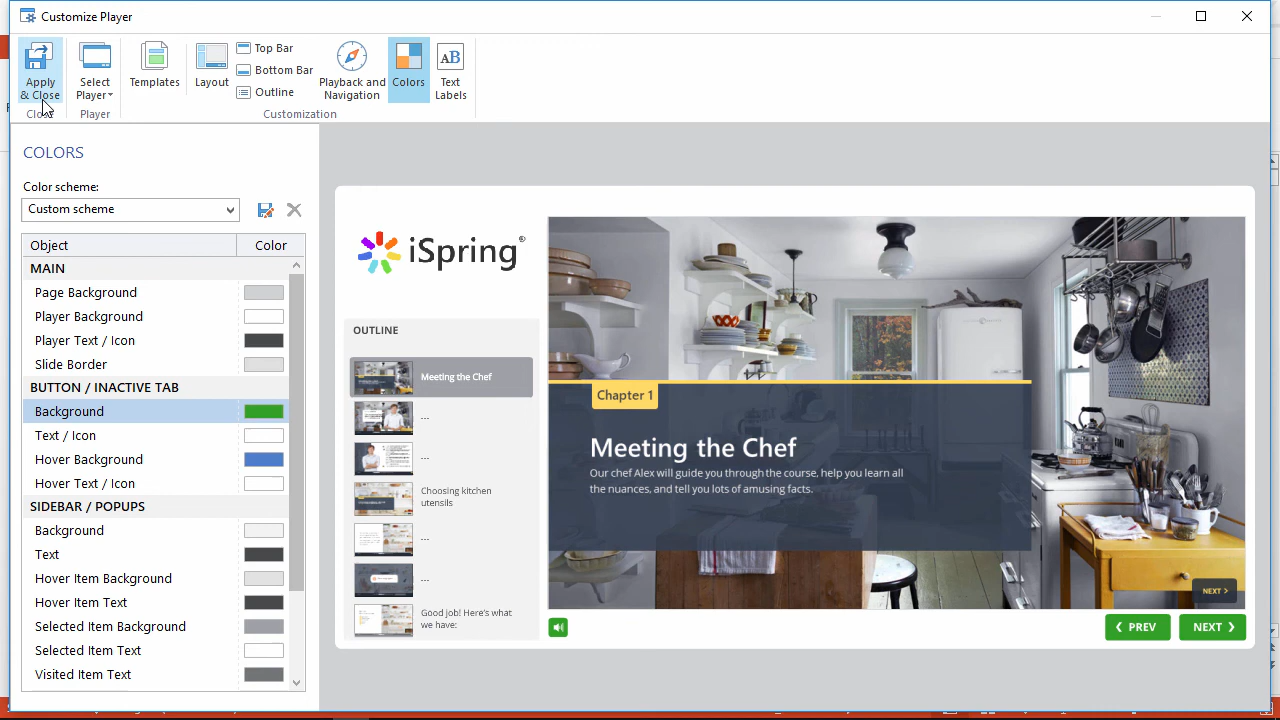 Customize Player
Apply & Close
Select Player
Templates
Layout
Top Bar
Bottom Bar
Outline
Playback and Navigation
Colors
AB
Text Labels
Player
Customization
COLORS
Color scheme:
Custom scheme
Object Color
MAIN
Page Background
Player Background
Player Text / Icon
Slide Border
BUTTON / INACTIVE TAB
Background
Text / Icon
Hover Background
Hover Text / Icon
SIDEBAR / POPUPS
Background
Text
Hover Item Background
Hover Item Text
Selected Item Background
Selected Item Text
Visited Item Text
iSpring®
OUTLINE
Meeting the Chef
...
...
Choosing kitchen
utensils
...
...
Good job! Here's what
we have:
Chapter 1
Meeting the Chef
Our chef Alex will guide you through the course, help you learn all
the nuances, and tell you lots of amusing facts.
NEXT >
❮ PREV
NEXT ❯